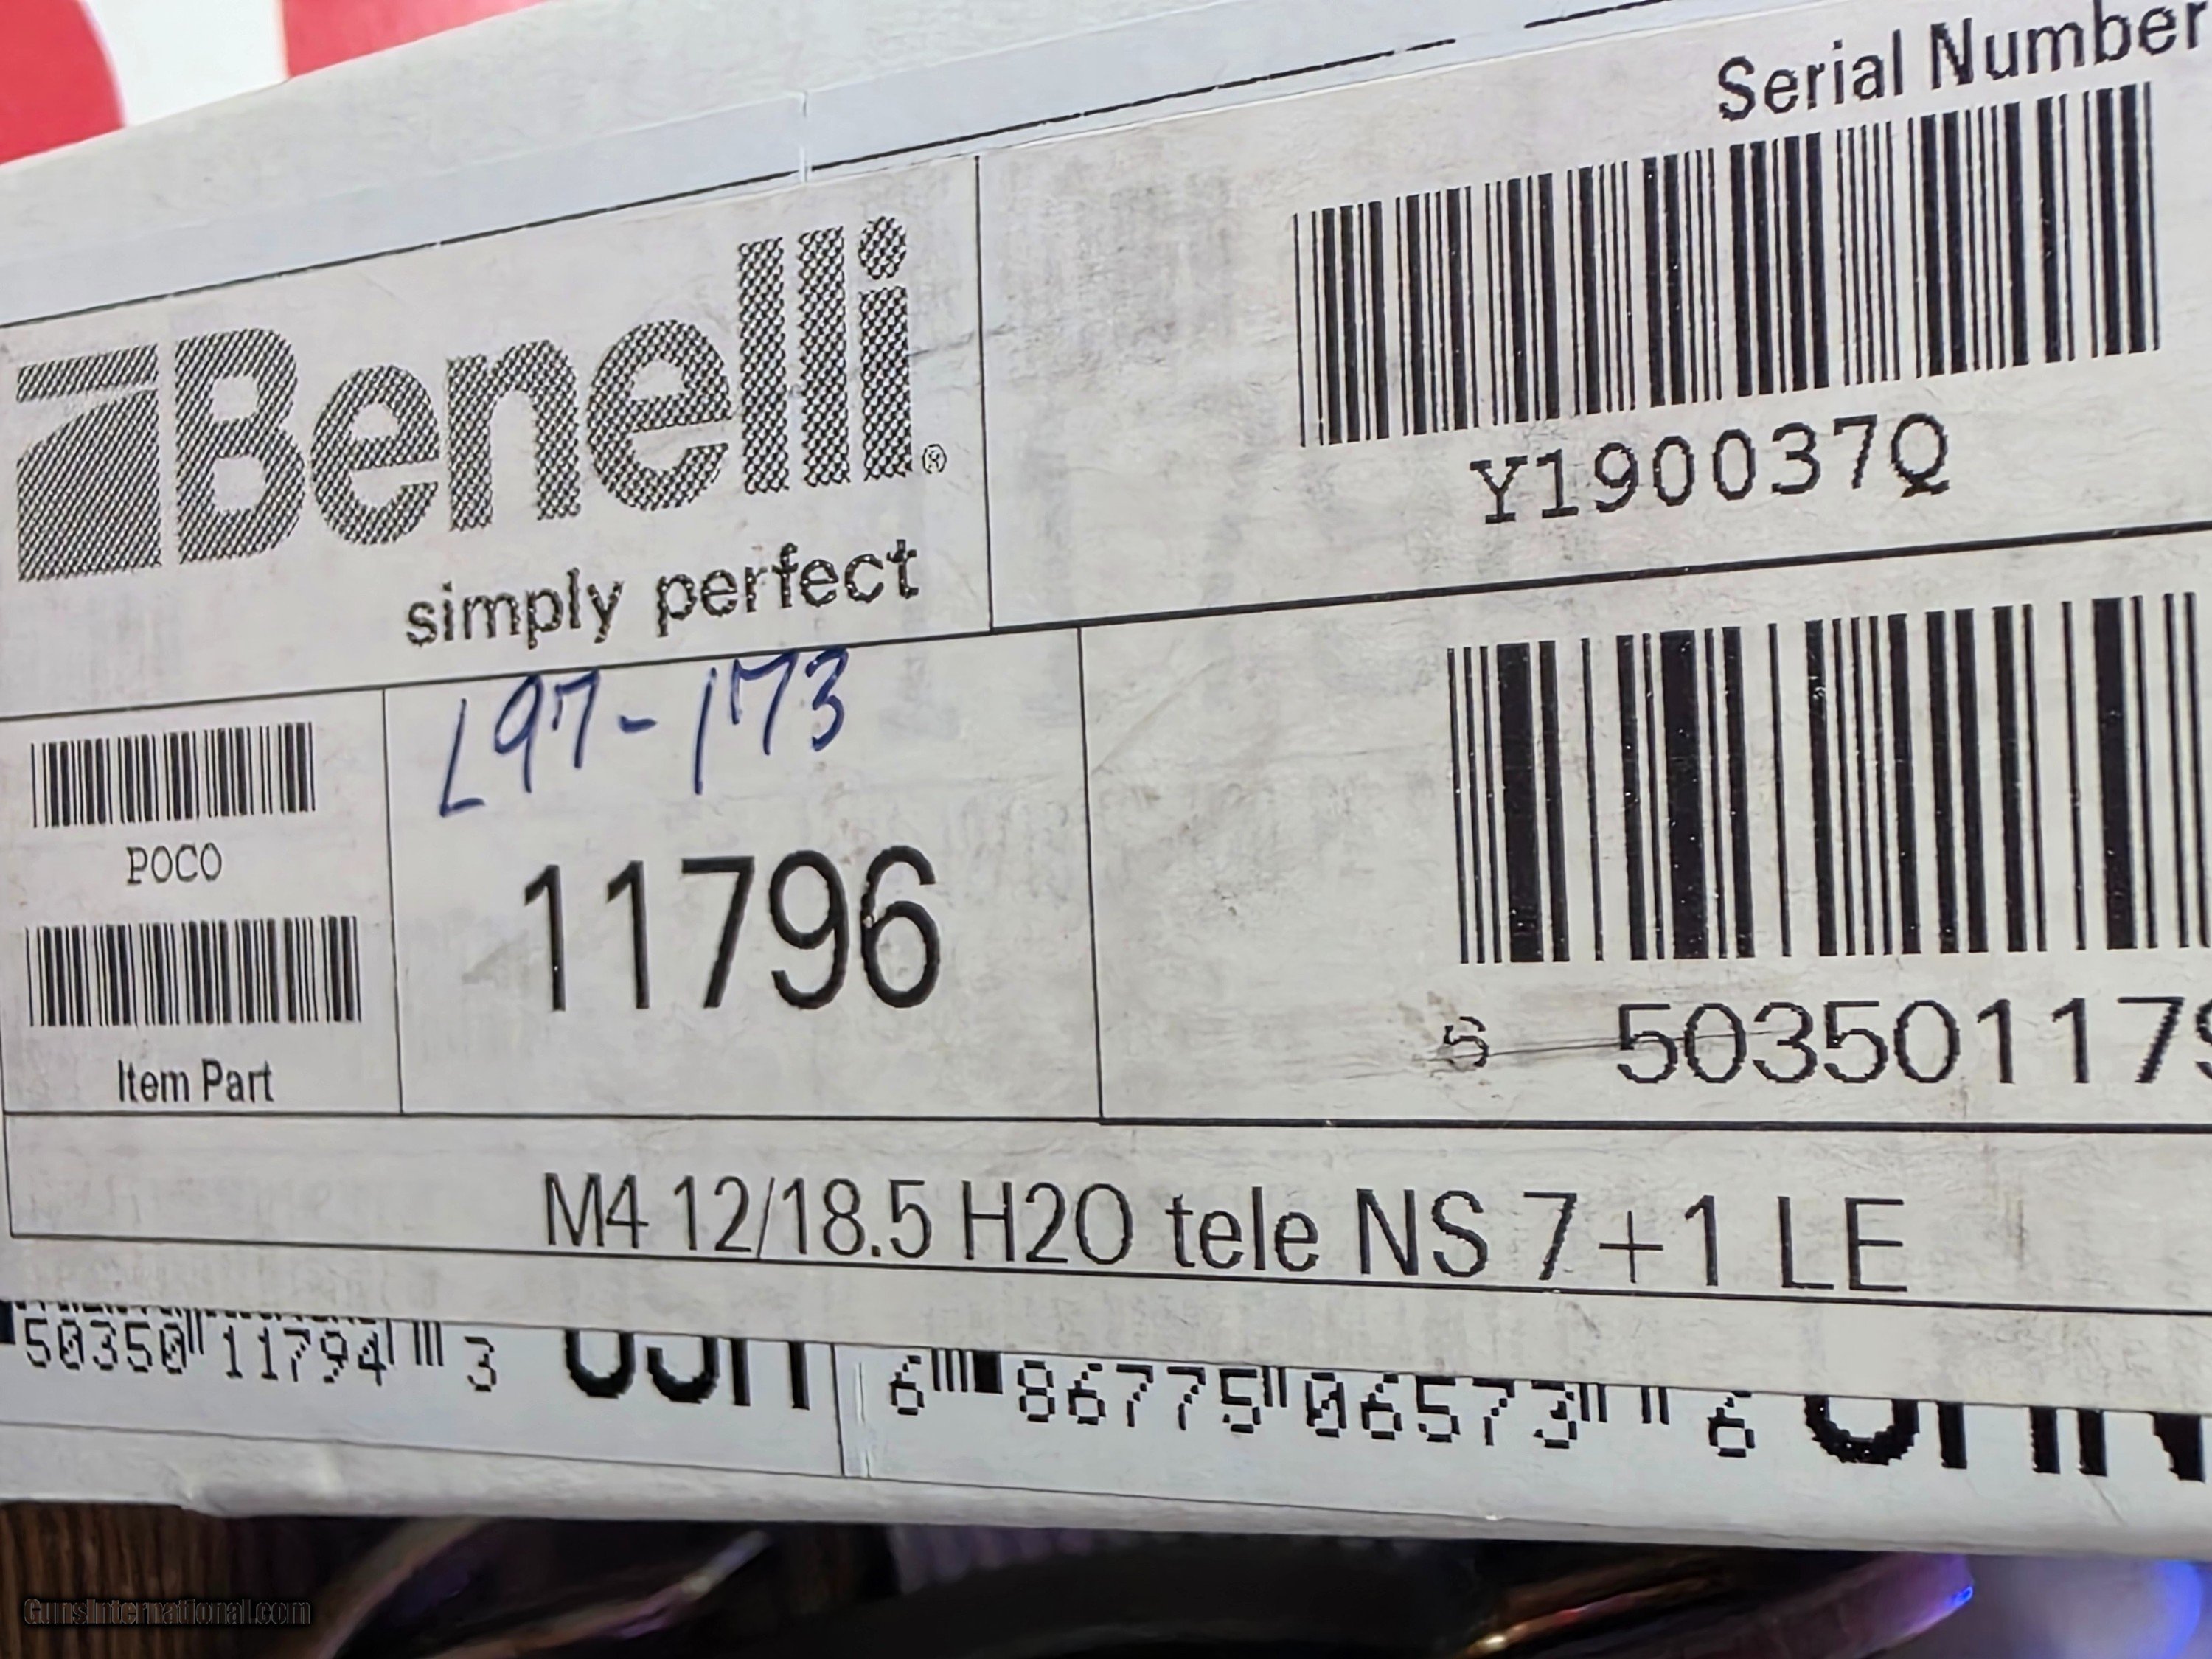 Serial Number
Benelli®
simply perfect
Y190037Q
L97-173
POCO
11796
Item Part
6 503501179
M4 12/18.5 H2O tele NS 7+1 LE
50350 11794 3
6 86775 06573 6
GunsInternational.com